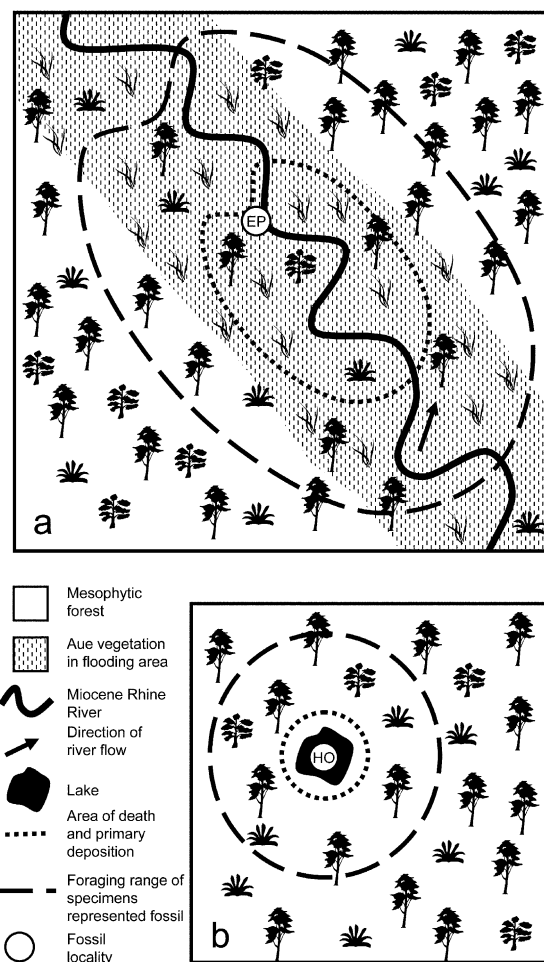 EP
a
Mesophytic
forest
Aue vegetation
in flooding area
Miocene Rhine
River
Direction of
river flow
Lake
Area of death
and primary
deposition
Foraging range of
specimens
represented fossil
Fossil
locality
HO
b